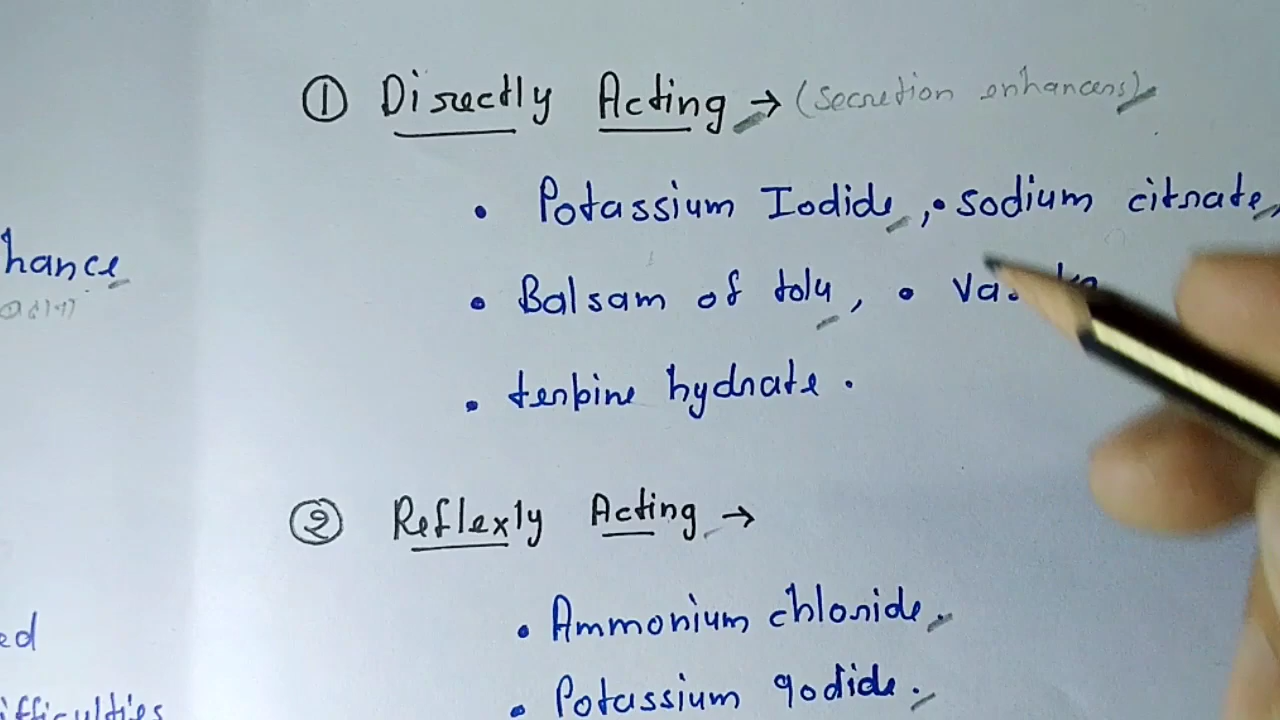 ① Directly Acting → (Secretion enhancers)
• Potassium Iodide, • sodium citrate,
hance
• Balsam of tolu, •
• terpine hydrate.
② Reflexly Acting →
• Ammonium chloride.
ed
• Potassium Iodide.
ifficulties